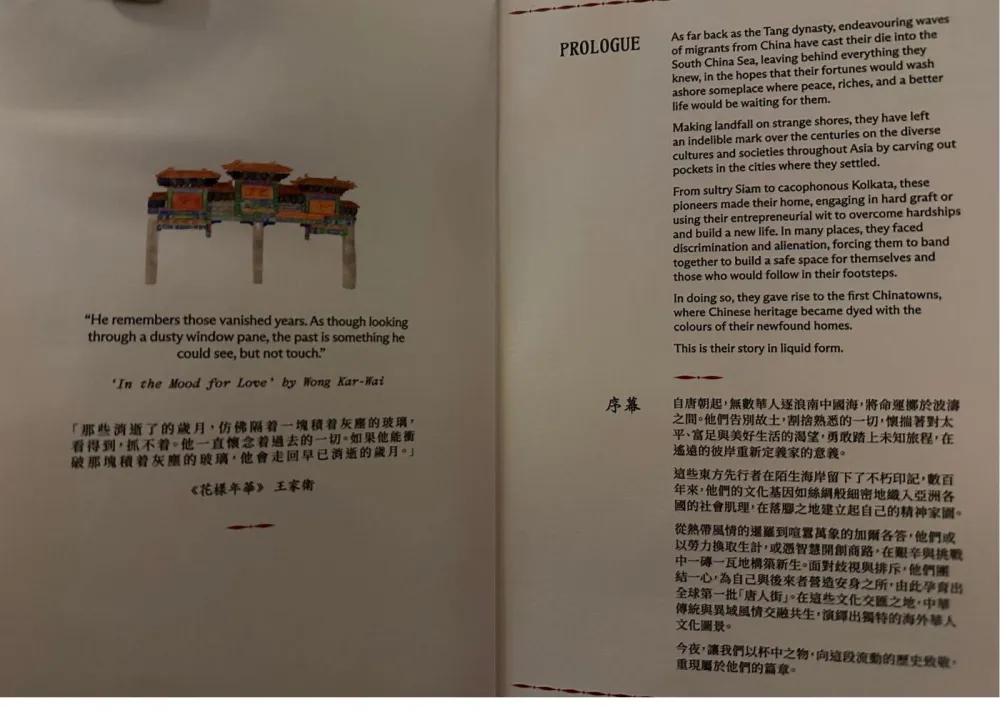 “He remembers those vanished years. As though looking
through a dusty window pane, the past is something he
could see, but not touch.”
‘In the Mood for Love’ by Wong Kar-Wai
「那些消逝了的歲月，仿佛隔着一塊積着灰塵的玻璃，
看得到，抓不着。他一直懷念着過去的一切。如果他能衝
破那塊積着灰塵的玻璃，他會走回早已消逝的歲月。」
《花樣年華》 王家衛
PROLOGUE
As far back as the Tang dynasty, endeavouring waves
of migrants from China have cast their die into the
South China Sea, leaving behind everything they
knew, in the hopes that their fortunes would wash
ashore someplace where peace, riches, and a better
life would be waiting for them.
Making landfall on strange shores, they have left
an indelible mark over the centuries on the diverse
cultures and societies throughout Asia by carving out
pockets in the cities where they settled.
From sultry Siam to cacophonous Kolkata, these
pioneers made their home, engaging in hard graft or
using their entrepreneurial wit to overcome hardships
and build a new life. In many places, they faced
discrimination and alienation, forcing them to band
together to build a safe space for themselves and
those who would follow in their footsteps.
In doing so, they gave rise to the first Chinatowns,
where Chinese heritage became dyed with the
colours of their newfound homes.
This is their story in liquid form.
序幕
自唐朝起，無數華人逐浪南中國海，將命運擲於波濤
之間。他們告別故土，割捨熟悉的一切，懷揣著對太
平、富足與美好生活的渴望，勇敢踏上未知旅程，在
遙遠的彼岸重新定義家的意義。
這些東方先行者在陌生海岸留下了不朽印記，數百
年來，他們的文化基因如絲綢般細密地織入亞洲各
國的社會肌理，在落腳之地建立起自己的精神家園。
從熱帶風情的暹羅到喧囂萬象的加爾各答，他們或
以勞力換取生計，或憑智慧開創商路，在艱辛與挑戰
中一磚一瓦地構築新生。面對歧視與排斥，他們團
結一心，為自己與後來者營造安身之所，由此孕育出
全球第一批「唐人街」。在這些文化交匯之地，中華
傳統與異域風情交融共生，演繹出獨特的海外華人
文化圖景。
今夜，讓我們以杯中之物，向這段流動的歷史致敬，
重現屬於他們的篇章。